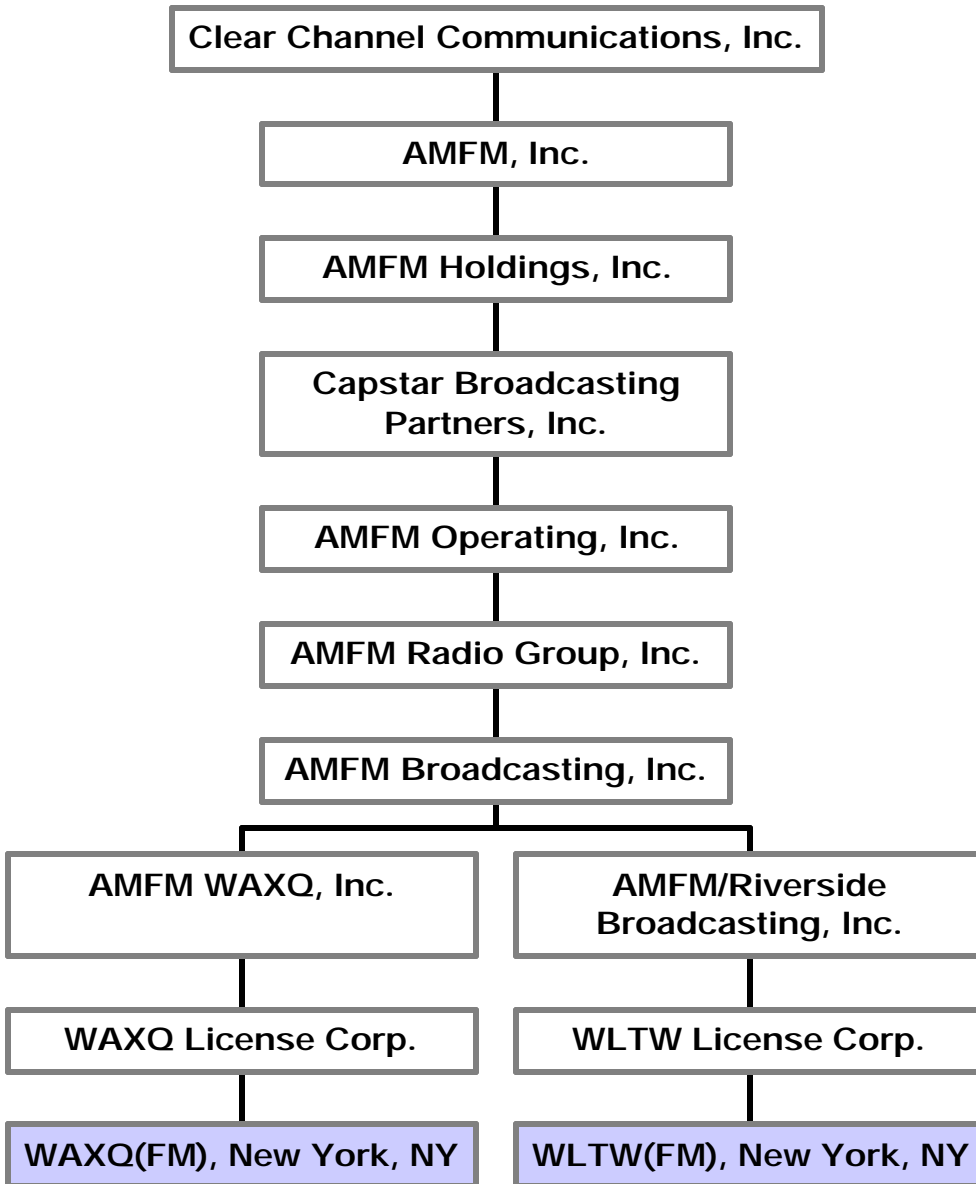 Clear Channel Communications, Inc.
AMFM, Inc.
AMFM Holdings, Inc.
Capstar Broadcasting
Partners, Inc.
AMFM Operating, Inc.
AMFM Radio Group, Inc.
AMFM Broadcasting, Inc.
AMFM WAXQ, Inc.
AMFM/Riverside
Broadcasting, Inc.
WAXQ License Corp.
WLTW License Corp.
WAXQ(FM), New York, NY
WLTW(FM), New York, NY